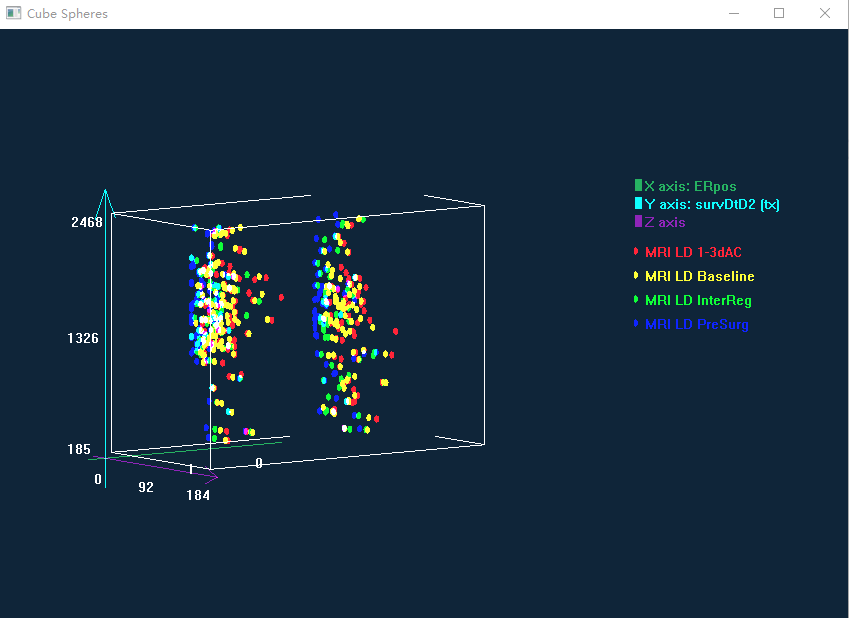 Cube Spheres
X axis: ERpos
Y axis: survDtD2 (tx)
Z axis
MRI LD 1-3dAC
MRI LD Baseline
MRI LD InterReg
MRI LD PreSurg
2468
1326
185
0
92
184
1
0